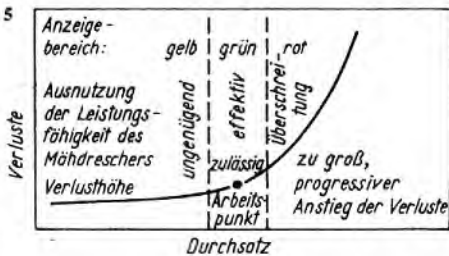 5
Anzeige-
bereich: gelb grün rot
Ausnutzung
der Leistungs-
fähigkeit des
Mähdreschers
ungenügend
effektiv
Überschrei-
tung
Verlusthöhe
zulässig
Arbeits-
punkt
zu groß,
progressiver
Anstieg der Verluste
Verluste
Durchsatz